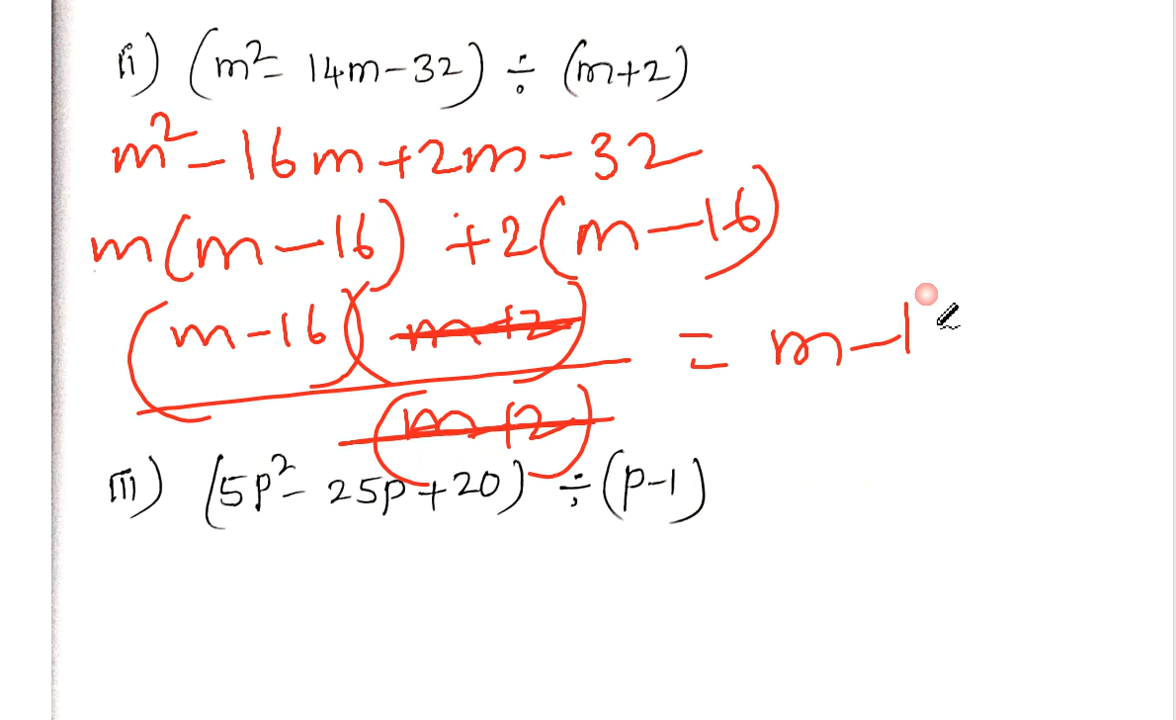 ii) (m²- 14m-32) ÷ (m+2)
m²-16m+2m-32
m(m-16) +2(m-16)
(m-16)(m+2) = m-1
(m+2)
iii) (5p²- 25p+20) ÷ (p-1)